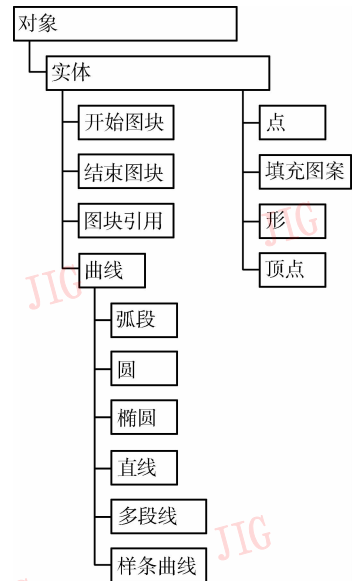 对象
实体
开始图块
点
结束图块
填充图案
图块引用
形
曲线
顶点
弧段
圆
椭圆
直线
多段线
样条曲线
JIG
JIG
JIG